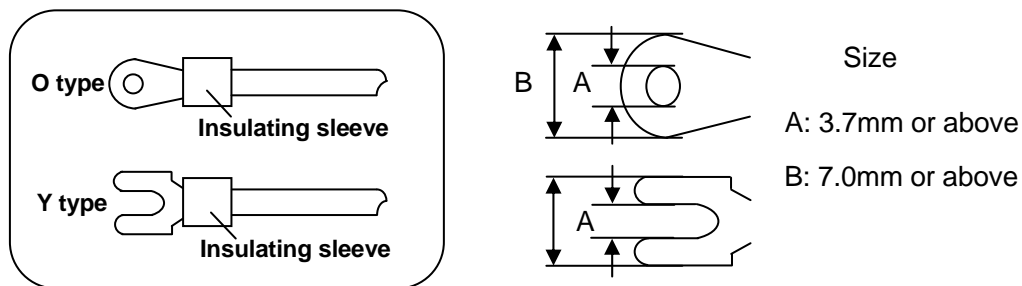 O type
Insulating sleeve
Y type
Insulating sleeve
B
A
A
Size
A: 3.7mm or above
B: 7.0mm or above